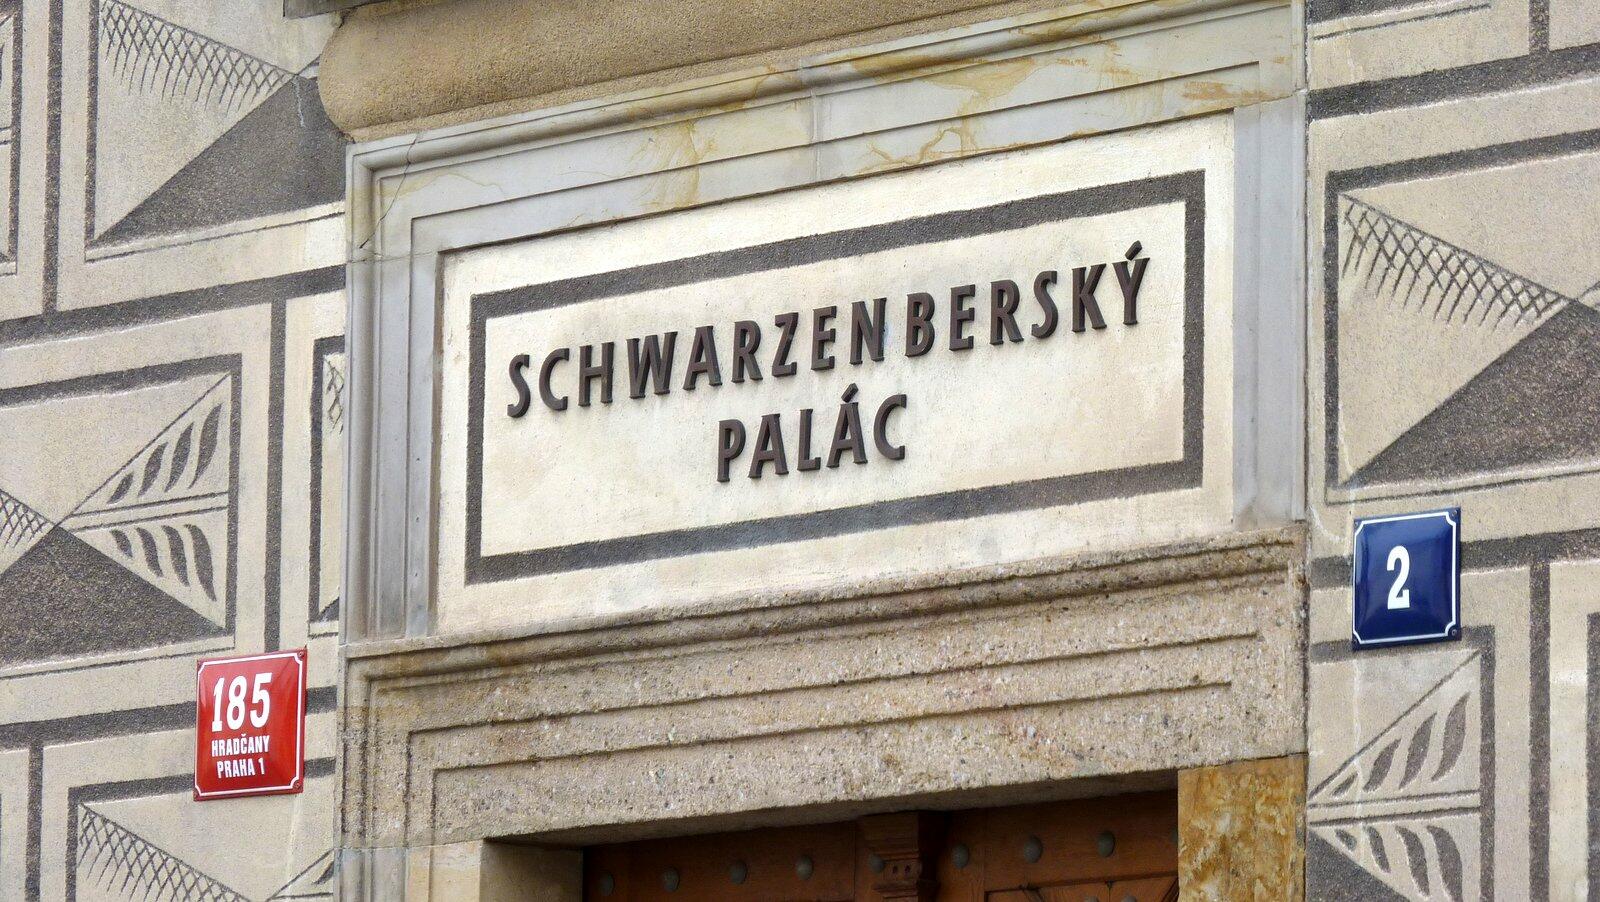 SCHWARZENBERSKÝ
PALÁC
2
185
HRADČANY
PRAHA 1